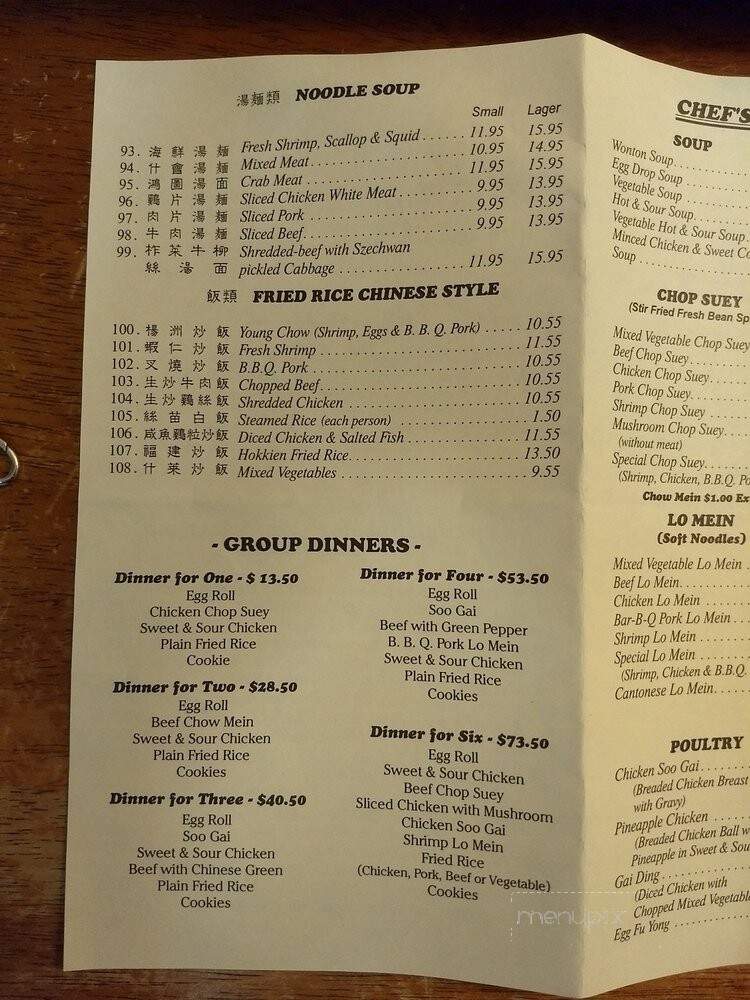 湯麵類 NOODLE SOUP
Small Lager
93. 海鮮湯麵 Fresh Shrimp, Scallop & Squid ...... 11.95 15.95
94. 什會湯麵 Mixed Meat ...... 10.95 14.95
95. 鴻圖湯面 Crab Meat ...... 11.95 15.95
96. 鷄片湯麵 Sliced Chicken White Meat ...... 9.95 13.95
97. 肉片湯麵 Sliced Pork ...... 9.95 13.95
98. 牛肉湯麵 Sliced Beef ...... 9.95 13.95
99. 柞菜牛柳 Shredded-beef with Szechwan
絲湯面 pickled Cabbage ...... 11.95 15.95
飯類 FRIED RICE CHINESE STYLE
100. 楊洲炒飯 Young Chow (Shrimp, Eggs & B. B. Q. Pork) ..... 10.55
101. 蝦仁炒飯 Fresh Shrimp ...... 11.55
102. 叉燒炒飯 B.B.Q. Pork ...... 10.55
103. 生炒牛肉飯 Chopped Beef ...... 10.55
104. 生炒鷄絲飯 Shredded Chicken ...... 10.55
105. 絲苗白飯 Steamed Rice (each person) ...... 1.50
106. 咸魚鷄粒炒飯 Diced Chicken & Salted Fish ...... 11.55
107. 福建炒飯 Hokkien Fried Rice ...... 13.50
108. 什菜炒飯 Mixed Vegetables ...... 9.55
- GROUP DINNERS -
Dinner for One - $ 13.50
Egg Roll
Chicken Chop Suey
Sweet & Sour Chicken
Plain Fried Rice
Cookie
Dinner for Two - $28.50
Egg Roll
Beef Chow Mein
Sweet & Sour Chicken
Plain Fried Rice
Cookies
Dinner for Three - $40.50
Egg Roll
Soo Gai
Sweet & Sour Chicken
Beef with Chinese Green
Plain Fried Rice
Cookies
Dinner for Four - $53.50
Egg Roll
Soo Gai
Beef with Green Pepper
B. B. Q. Pork Lo Mein
Sweet & Sour Chicken
Plain Fried Rice
Cookies
Dinner for Six - $73.50
Egg Roll
Sweet & Sour Chicken
Beef Chop Suey
Sliced Chicken with Mushroom
Chicken Soo Gai
Shrimp Lo Mein
Fried Rice
(Chicken, Pork, Beef or Vegetable)
Cookies
CHEF'S
SOUP
Wonton Soup
Egg Drop Soup
Vegetable Soup
Hot & Sour Soup
Vegetable Hot & Sour Soup
Minced Chicken & Sweet Co
Soup
CHOP SUEY
(Stir Fried Fresh Bean Sp
Mixed Vegetable Chop Suey
Beef Chop Suey
Chicken Chop Suey
Pork Chop Suey
Shrimp Chop Suey
Mushroom Chop Suey
(without meat)
Special Chop Suey
(Shrimp, Chicken, B.B.Q. Po
Chow Mein $1.00 Ex
LO MEIN
(Soft Noodles)
Mixed Vegetable Lo Mein
Beef Lo Mein
Chicken Lo Mein
Bar-B-Q Pork Lo Mein
Shrimp Lo Mein
Special Lo Mein
(Shrimp, Chicken & B.B.Q.
Cantonese Lo Mein
POULTRY
Chicken Soo Gai
(Breaded Chicken Breast
with Gravy)
Pineapple Chicken
(Breaded Chicken Ball w
Pineapple in Sweet & Sou
Gai Ding
(Diced Chicken with
Chopped Mixed Vegetabl
Egg Fu Yong
menupix